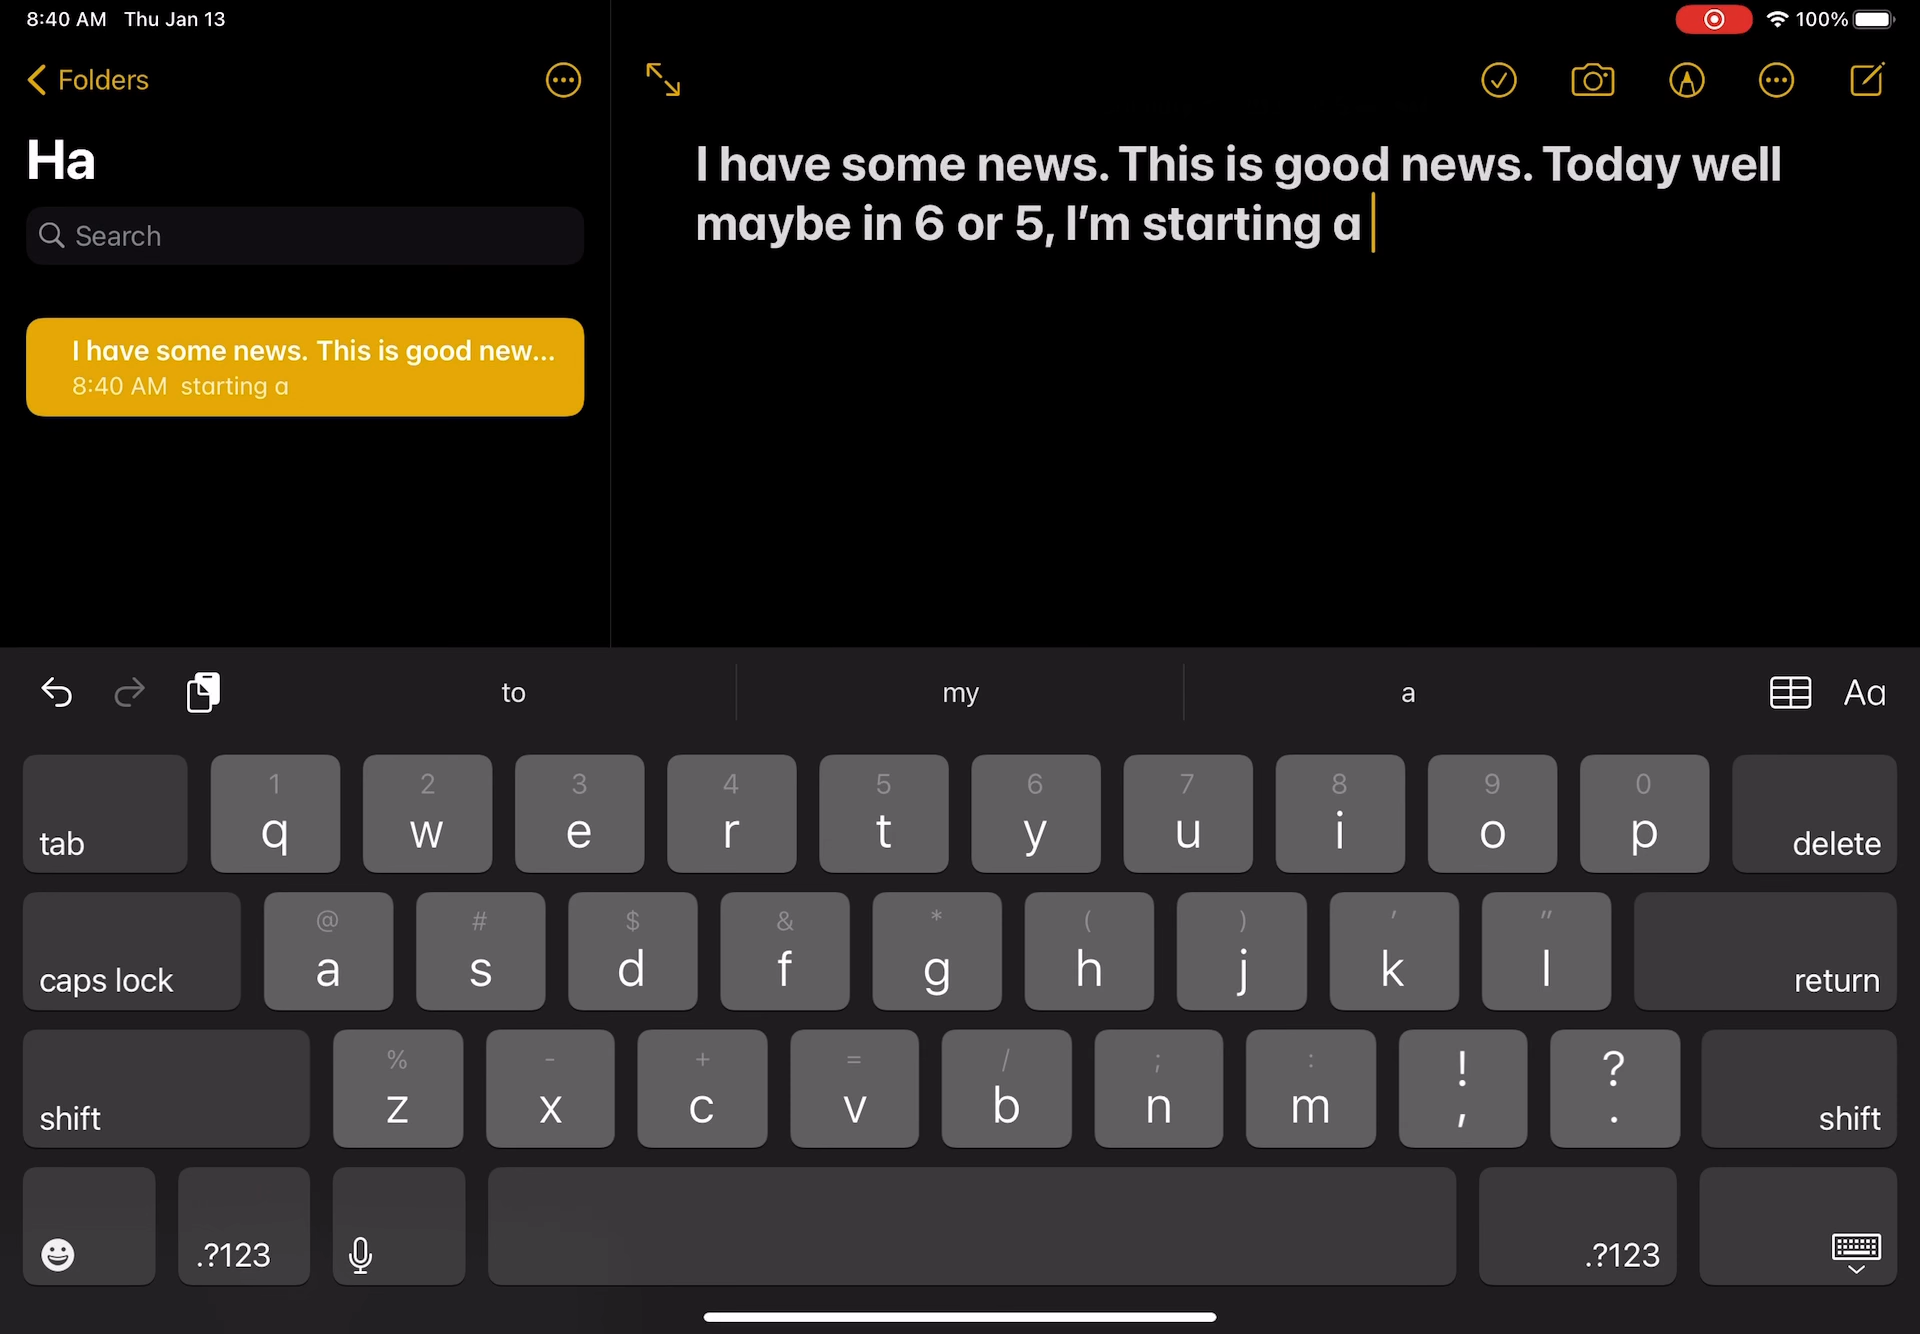 8:40 AM Thu Jan 13
100%
Folders
Ha
Search
I have some news. This is good new...
8:40 AM starting a
I have some news. This is good news. Today well
maybe in 6 or 5, I'm starting a
to my a
Aa
1 2 3 4 5 6 7 8 9 0
tab q w e r t y u i o p delete
@ # $ & * ( ) ' "
caps lock a s d f g h j k l return
% - + = / ; : ! ?
shift z x c v b n m , . shift
.?123 .?123